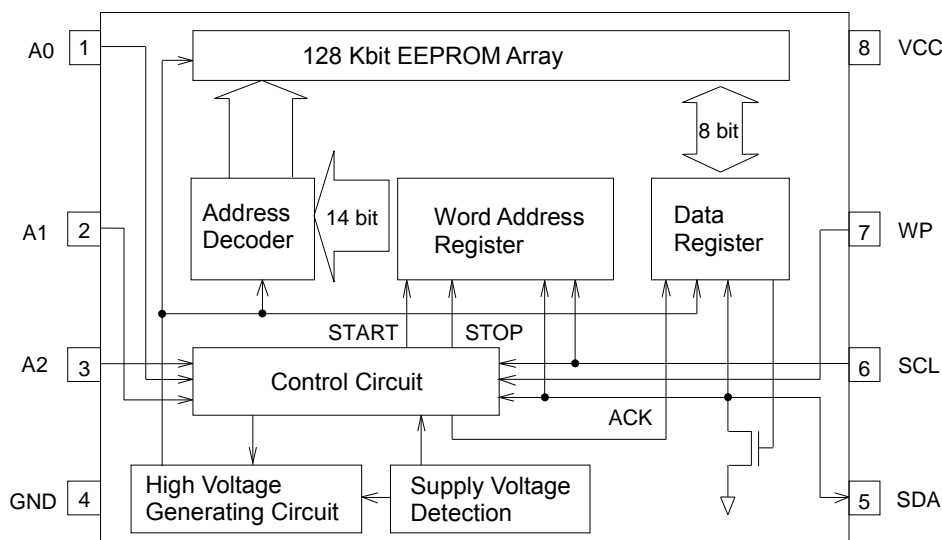 A0
1
128 Kbit EEPROM Array
8
VCC
8 bit
A1
2
Address
Decoder
14 bit
Word Address
Register
Data
Register
7
WP
START
STOP
A2
3
Control Circuit
6
SCL
ACK
GND
4
High Voltage
Generating Circuit
Supply Voltage
Detection
5
SDA